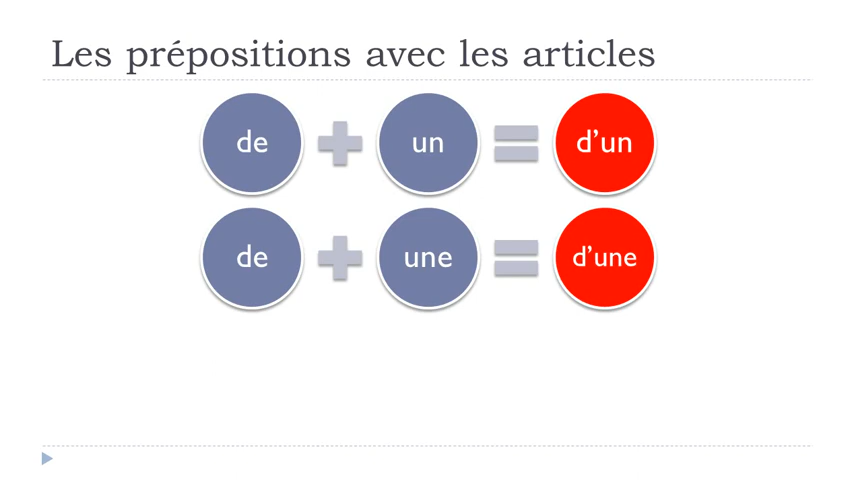 Les prépositions avec les articles
de + un = d’un
de + une = d’une